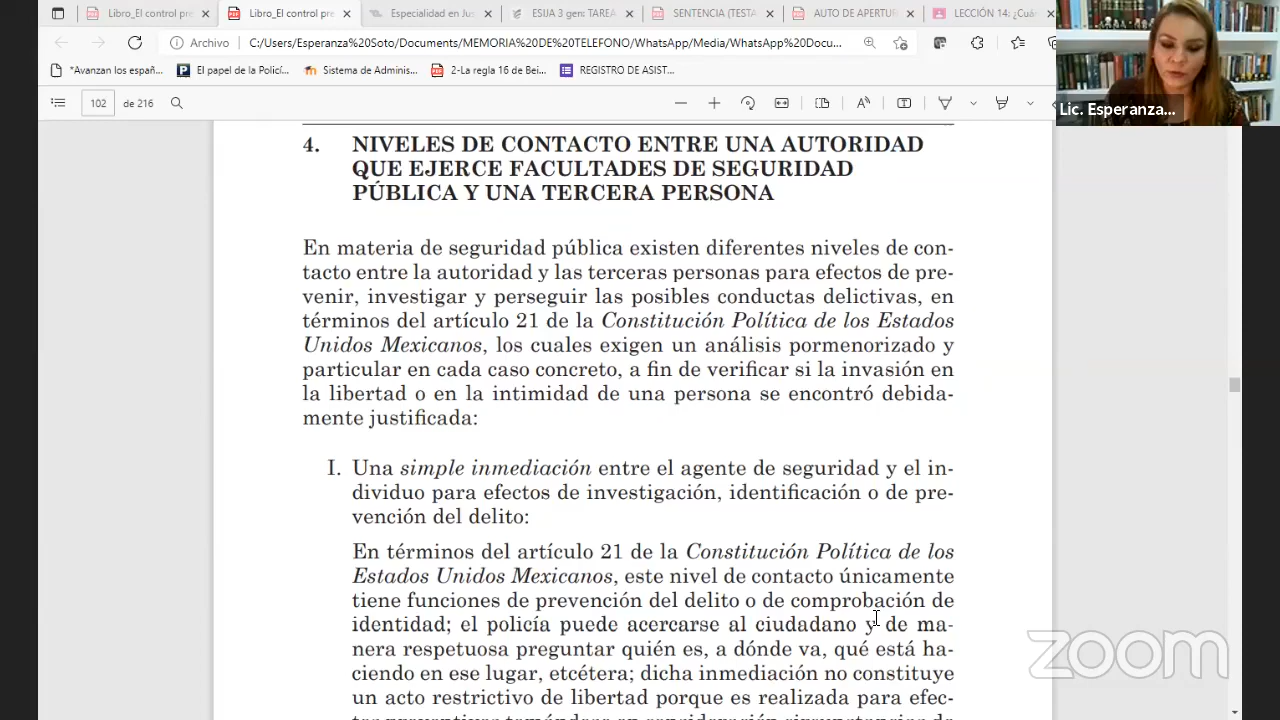 Libro_El control pre
Libro_El control pre
Especialidad en Jus
ESIJA 3 gen: TAREA
SENTENCIA (TESTA
AUTO DE APERTUR
LECCIÓN 14: ¿Cuá
Archivo
C:/Users/Esperanza%20Soto/Documents/MEMORIA%20DE%20TELEFONO/WhatsApp/Media/WhatsApp%20Docu...
"Avanzan los españ...
El papel de la Policí...
Sistema de Adminis...
2-La regla 16 de Bei...
REGISTRO DE ASIST...
102 de 216
Lic. Esperanza...
4. NIVELES DE CONTACTO ENTRE UNA AUTORIDAD
QUE EJERCE FACULTADES DE SEGURIDAD
PÚBLICA Y UNA TERCERA PERSONA
En materia de seguridad pública existen diferentes niveles de con-
tacto entre la autoridad y las terceras personas para efectos de pre-
venir, investigar y perseguir las posibles conductas delictivas, en
términos del artículo 21 de la Constitución Política de los Estados
Unidos Mexicanos, los cuales exigen un análisis pormenorizado y
particular en cada caso concreto, a fin de verificar si la invasión en
la libertad o en la intimidad de una persona se encontró debida-
mente justificada:
I. Una simple inmediación entre el agente de seguridad y el in-
dividuo para efectos de investigación, identificación o de pre-
vención del delito:
En términos del artículo 21 de la Constitución Política de los
Estados Unidos Mexicanos, este nivel de contacto únicamente
tiene funciones de prevención del delito o de comprobación de
identidad; el policía puede acercarse al ciudadano y de ma-
nera respetuosa preguntar quién es, a dónde va, qué está ha-
ciendo en ese lugar, etcétera; dicha inmediación no constituye
un acto restrictivo de libertad porque es realizada para efec-
zoom